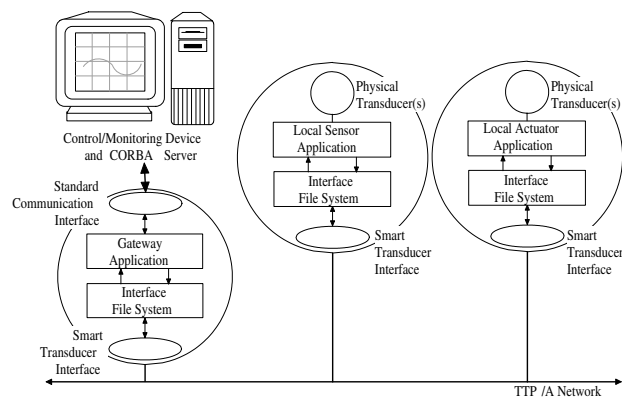 Control/Monitoring Device
and CORBA Server
Standard
Communication
Interface
Gateway
Application
Interface
File System
Smart
Transducer
Interface
Physical
Transducer(s)
Local Sensor
Application
Interface
File System
Smart
Transducer
Interface
Physical
Transducer(s)
Local Actuator
Application
Interface
File System
Smart
Transducer
Interface
TTP /A Network